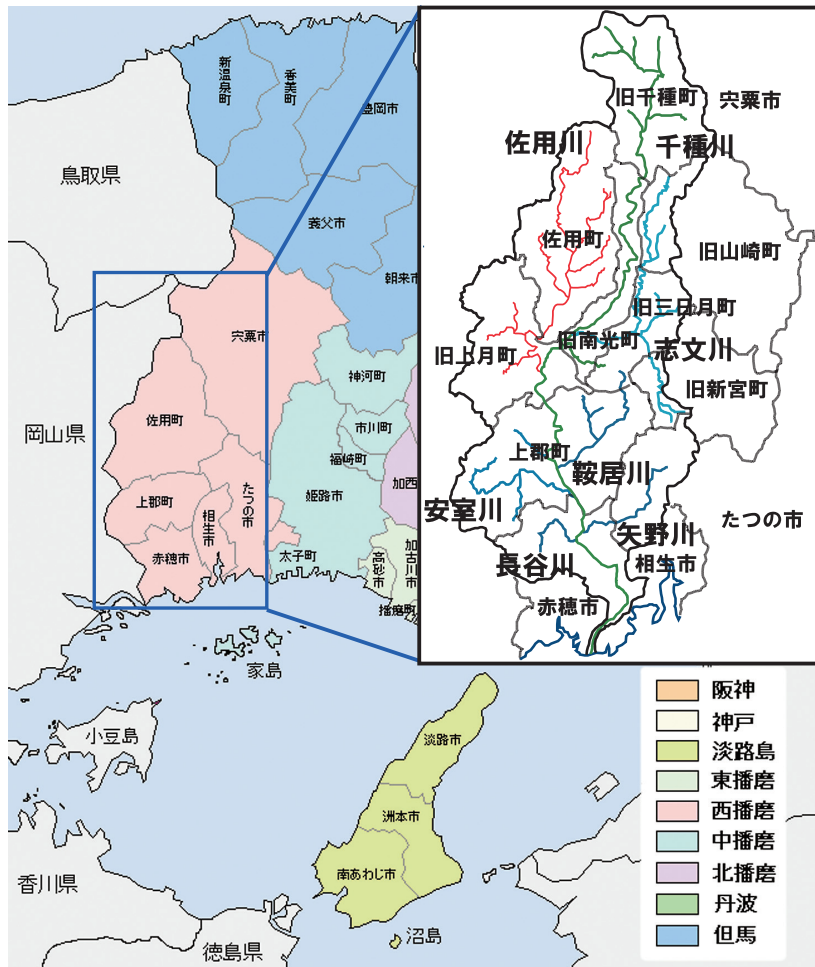 新温泉町
香美町
豊岡市
鳥取県
養父市
朝来市
宍粟市
神河町
岡山県
佐用町
市川町
福崎町
加西
上郡町
相生市
たつの市
姫路市
赤穂市
太子町
高砂市
加古川市
播磨町
家島
小豆島
淡路市
洲本市
南あわじ市
香川県
徳島県
沼島
旧千種町
宍粟市
佐用川
千種川
佐用町
旧山崎町
旧三日月町
旧南光町
志文川
旧上月町
旧新宮町
上郡町
鞍居川
安室川
たつの市
矢野川
長谷川
相生市
赤穂市
阪神
神戸
淡路島
東播磨
西播磨
中播磨
北播磨
丹波
但馬